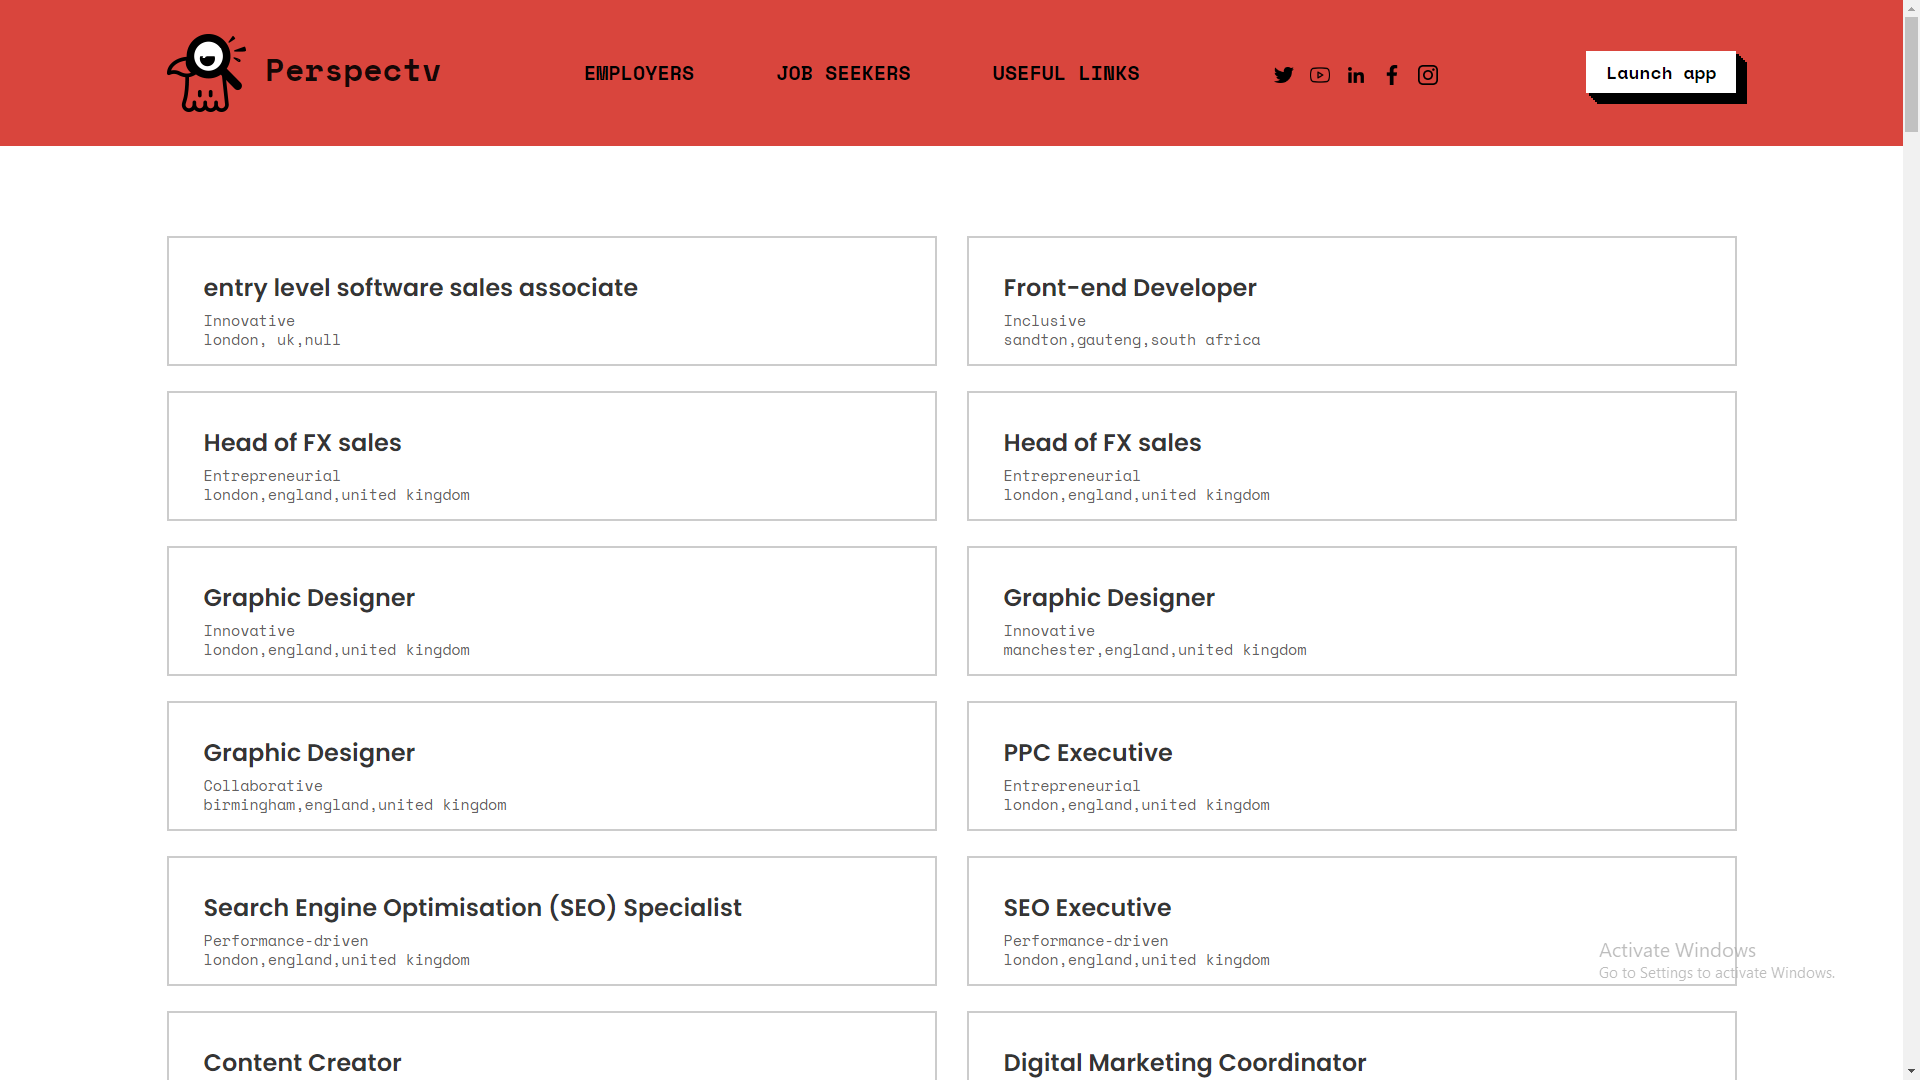 Perspectv
EMPLOYERS
JOB SEEKERS
USEFUL LINKS
Launch app
entry level software sales associate
Innovative
london, uk,null
Front-end Developer
Inclusive
sandton,gauteng,south africa
Head of FX sales
Entrepreneurial
london,england,united kingdom
Head of FX sales
Entrepreneurial
london,england,united kingdom
Graphic Designer
Innovative
london,england,united kingdom
Graphic Designer
Innovative
manchester,england,united kingdom
Graphic Designer
Collaborative
birmingham,england,united kingdom
PPC Executive
Entrepreneurial
london,england,united kingdom
Search Engine Optimisation (SEO) Specialist
Performance-driven
london,england,united kingdom
SEO Executive
Performance-driven
london,england,united kingdom
Activate Windows
Go to Settings to activate Windows.
Content Creator
Digital Marketing Coordinator